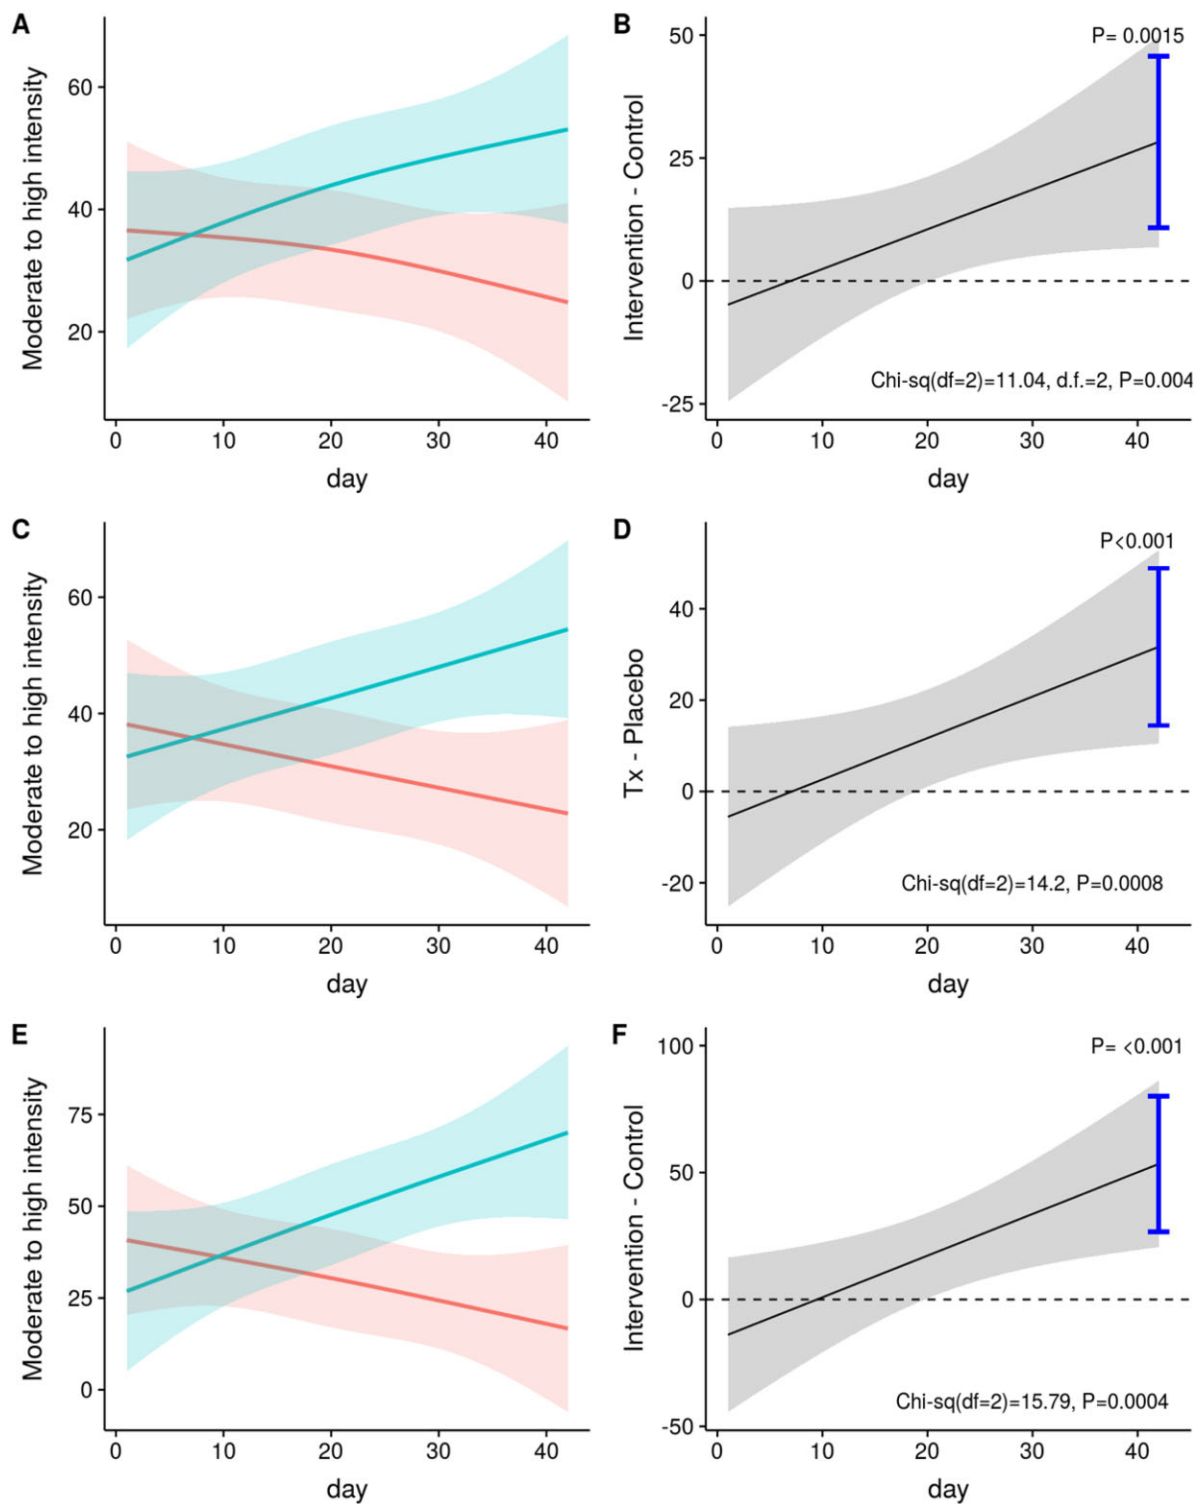 A
Moderate to high intensity
60
40
20
0 10 20 30 40
day
B
Intervention - Control
50
25
0
-25
P= 0.0015
Chi-sq(df=2)=11.04, d.f.=2, P=0.004
0 10 20 30 40
day
C
Moderate to high intensity
60
40
20
0 10 20 30 40
day
D
Tx - Placebo
40
20
0
-20
P<0.001
Chi-sq(df=2)=14.2, P=0.0008
0 10 20 30 40
day
E
Moderate to high intensity
75
50
25
0
0 10 20 30 40
day
F
Intervention - Control
100
50
0
-50
P= <0.001
Chi-sq(df=2)=15.79, P=0.0004
0 10 20 30 40
day